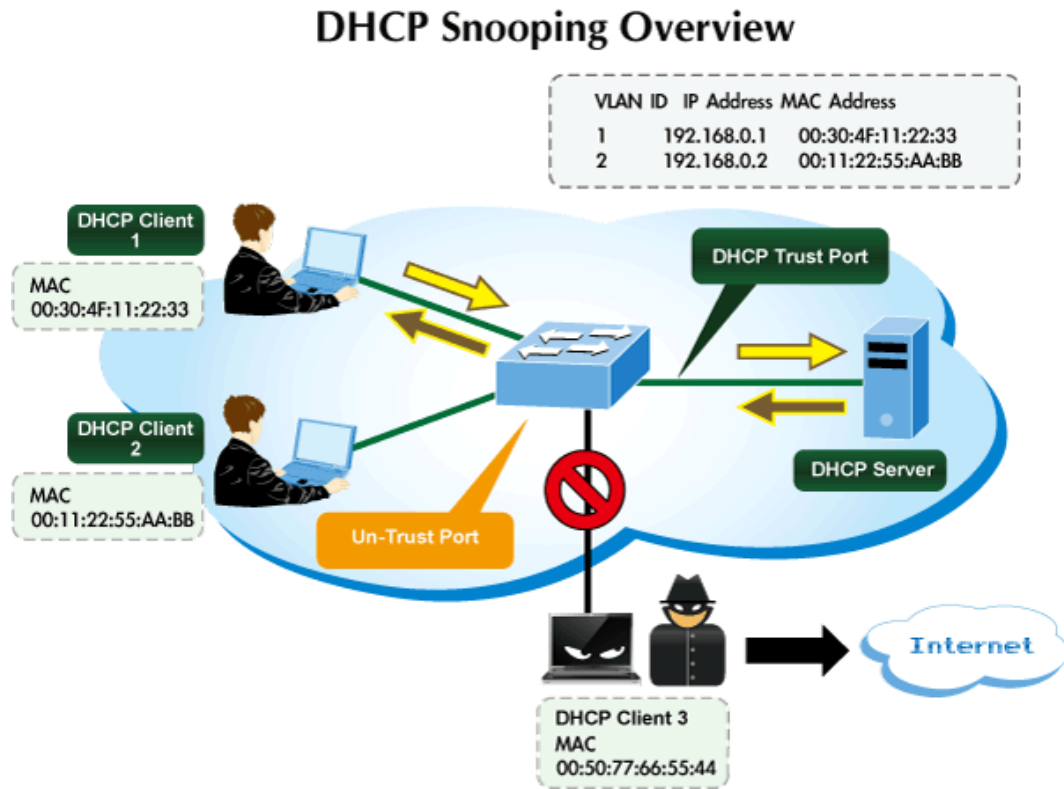 DHCP Snooping Overview
VLAN ID IP Address MAC Address
1 192.168.0.1 00:30:4F:11:22:33
2 192.168.0.2 00:11:22:55:AA:BB
DHCP Client
1
MAC
00:30:4F:11:22:33
DHCP Trust Port
DHCP Client
2
MAC
00:11:22:55:AA:BB
DHCP Server
Un-Trust Port
Internet
DHCP Client 3
MAC
00:50:77:66:55:44